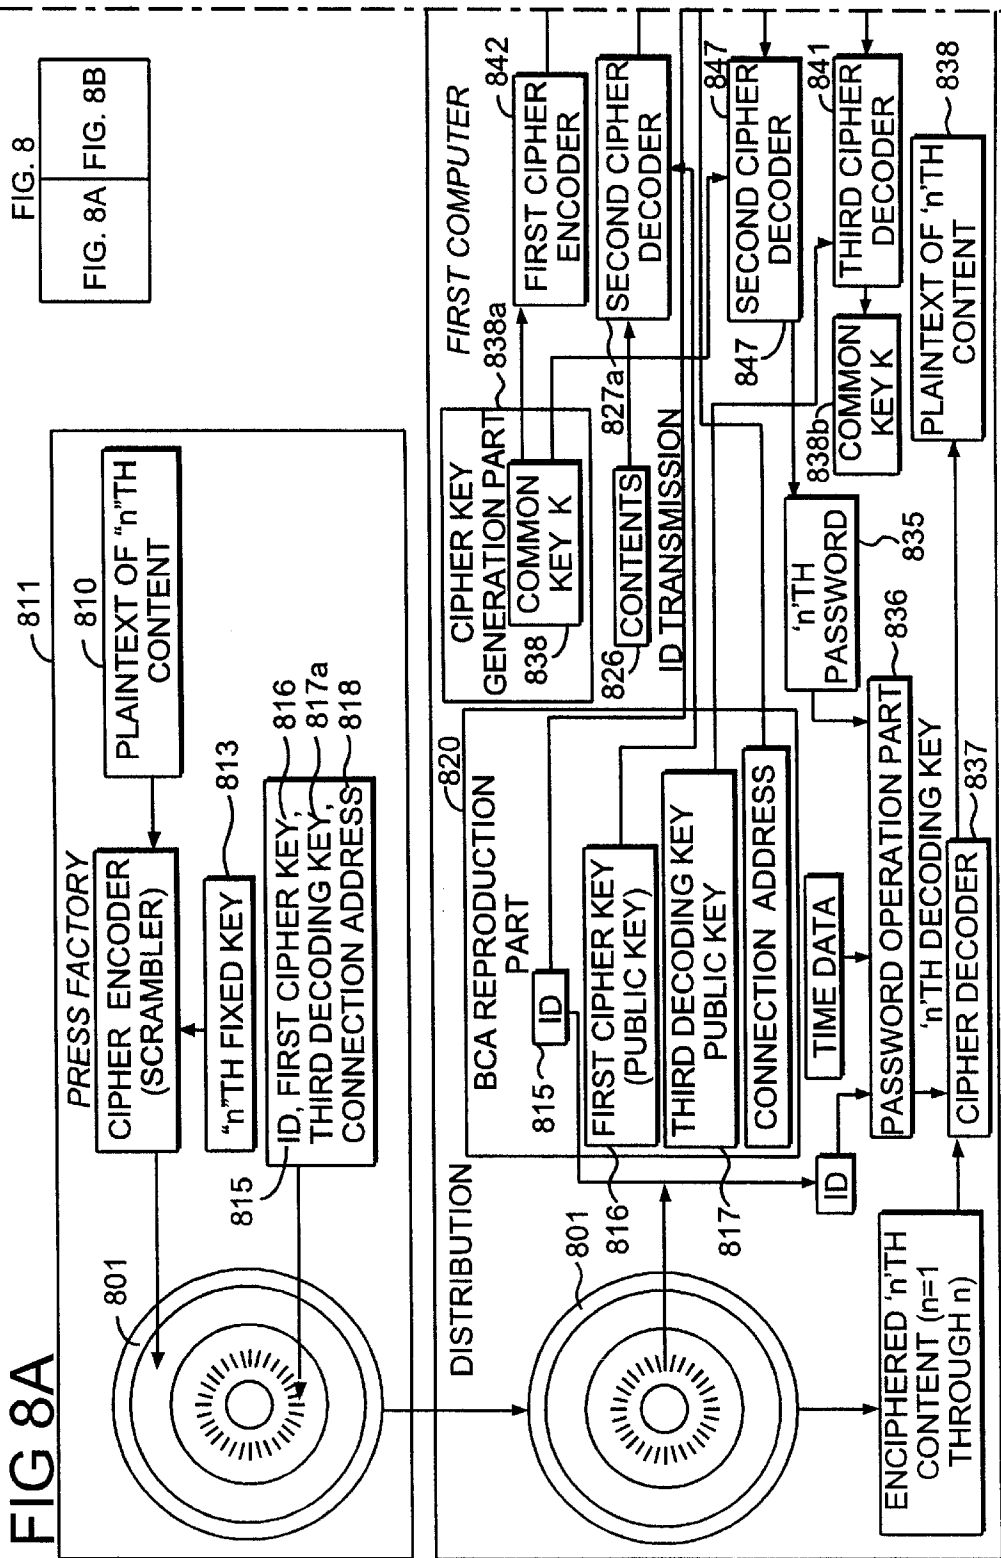 FIG 8A
FIG. 8
FIG. 8A
FIG. 8B
811
PRESS FACTORY
801
CIPHER ENCODER
(SCRAMBLER)
810
PLAINTEXT OF "n"TH
CONTENT
"n"TH FIXED KEY
813
815
ID, FIRST CIPHER KEY,
THIRD DECODING KEY,
CONNECTION ADDRESS
816
817a
818
DISTRIBUTION
801
FIRST COMPUTER
820
BCA REPRODUCTION
PART
815
ID
FIRST CIPHER KEY
(PUBLIC KEY)
816
THIRD DECODING KEY
PUBLIC KEY
817
CONNECTION ADDRESS
CIPHER KEY
GENERATION PART
838a
COMMON
KEY K
838
826
CONTENTS
ID TRANSMISSION
FIRST CIPHER
ENCODER
842
827a
SECOND CIPHER
DECODER
SECOND CIPHER
DECODER
847
847
THIRD CIPHER
DECODER
841
838b
COMMON
KEY K
'n'TH
PASSWORD
835
ID
TIME DATA
PASSWORD OPERATION PART
836
'n'TH DECODING KEY
CIPHER DECODER
837
ENCIPHERED 'n'TH
CONTENT (n=1
THROUGH n)
PLAINTEXT OF 'n'TH
CONTENT
838